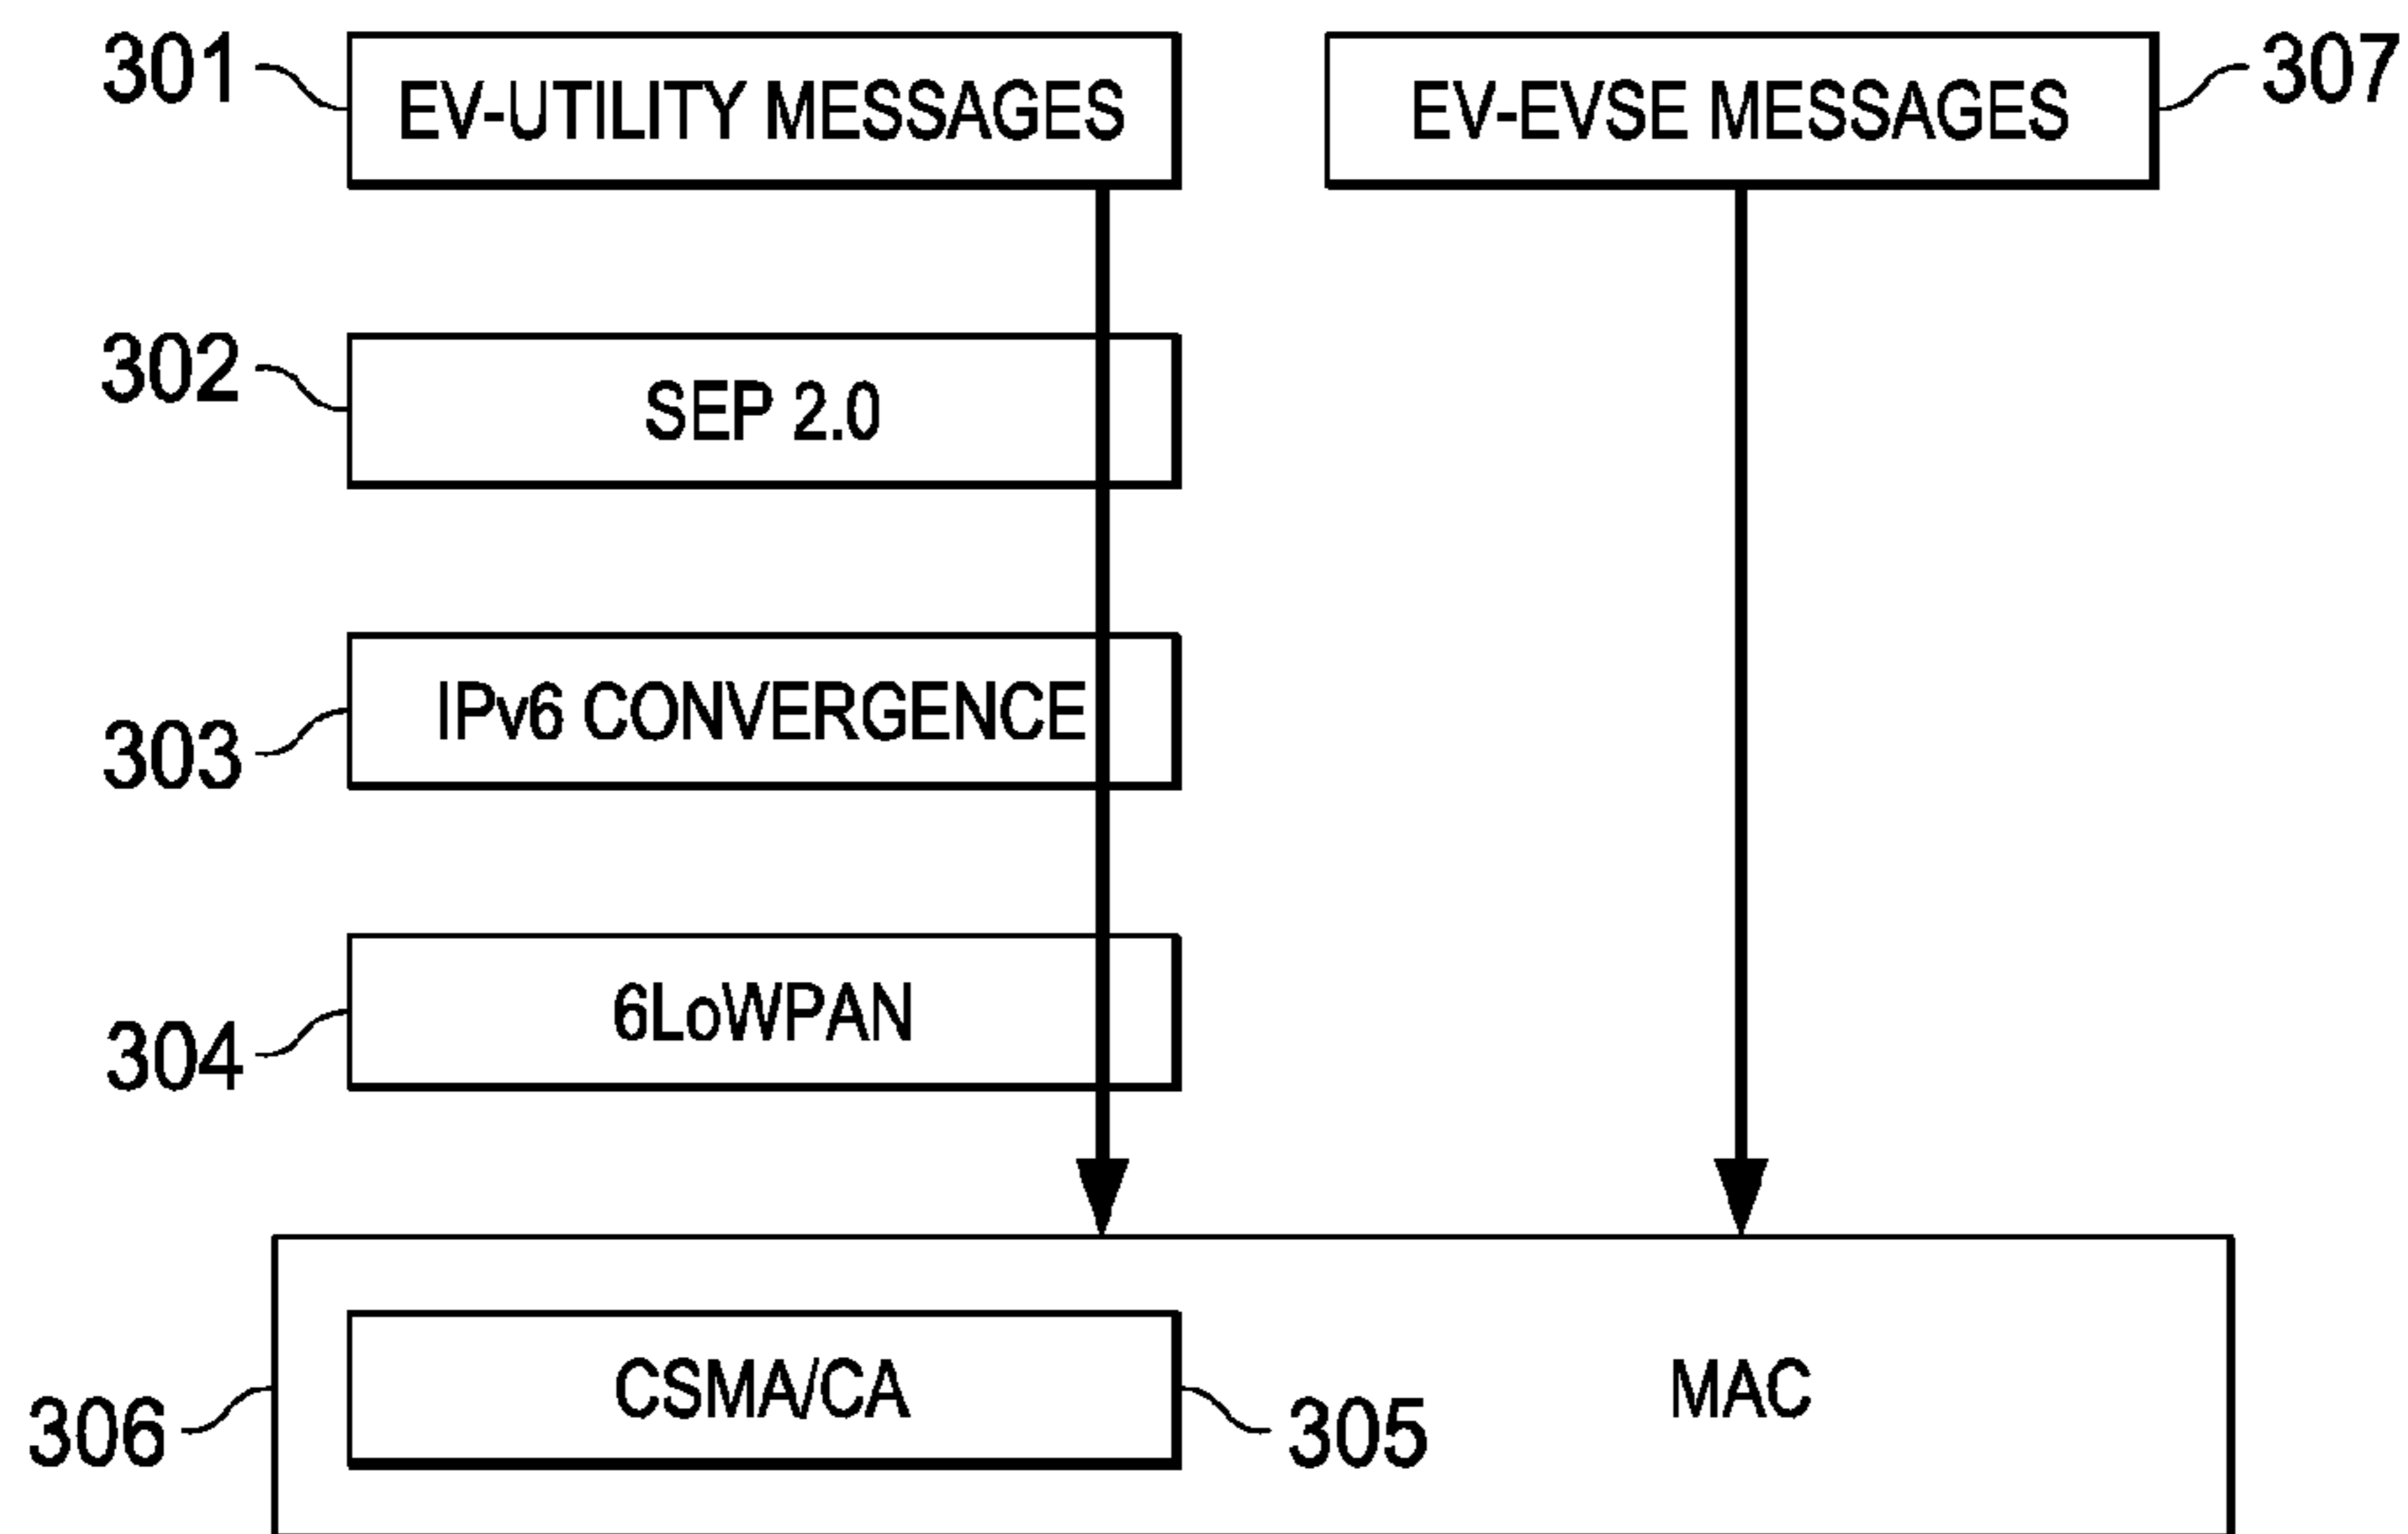 301 EV-UTILITY MESSAGES EV-EVSE MESSAGES 307
302 SEP 2.0
303 IPv6 CONVERGENCE
304 6LoWPAN
306 CSMA/CA 305 MAC